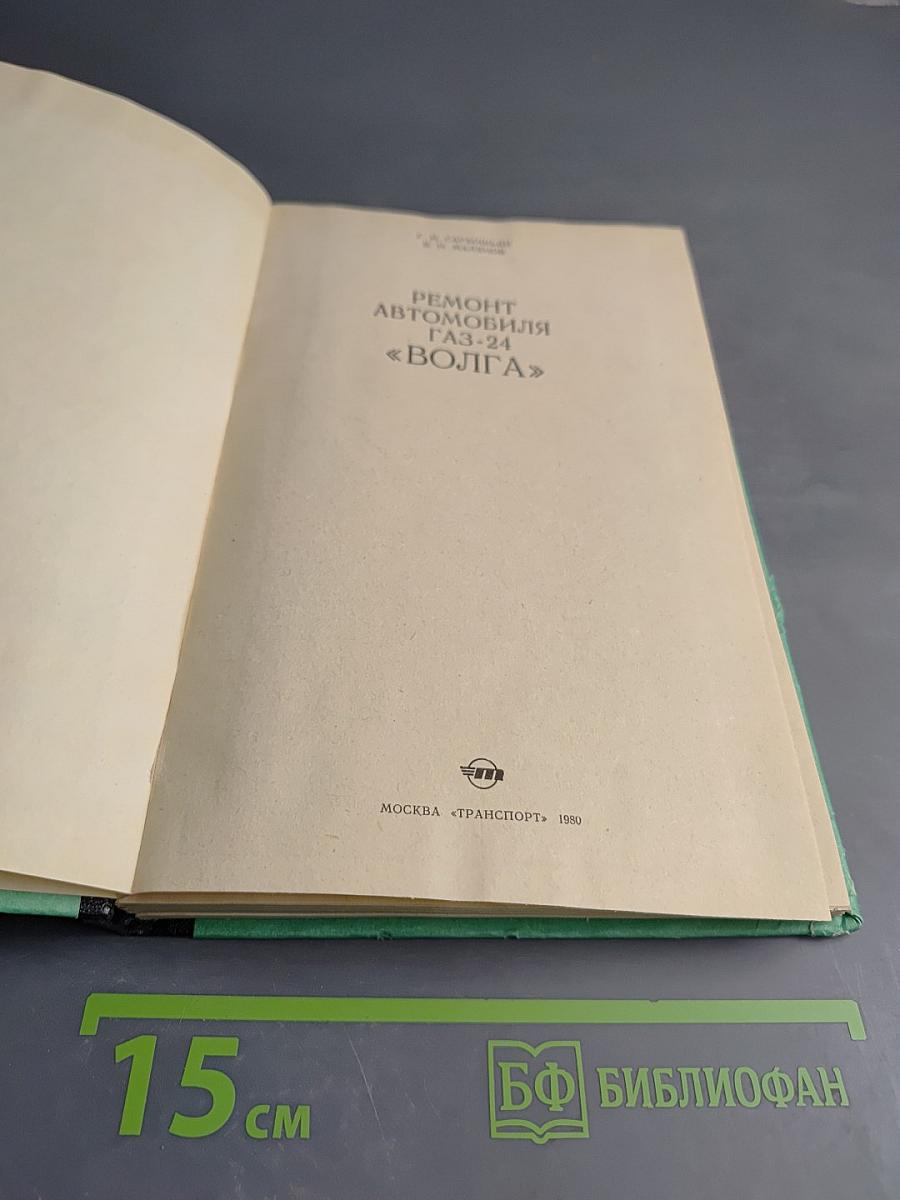 РЕМОНТ
АВТОМОБИЛЯ
ГАЗ-24
«ВОЛГА»
МОСКВА «ТРАНСПОРТ» 1980
15 СМ
БФ БИБЛИОФАН